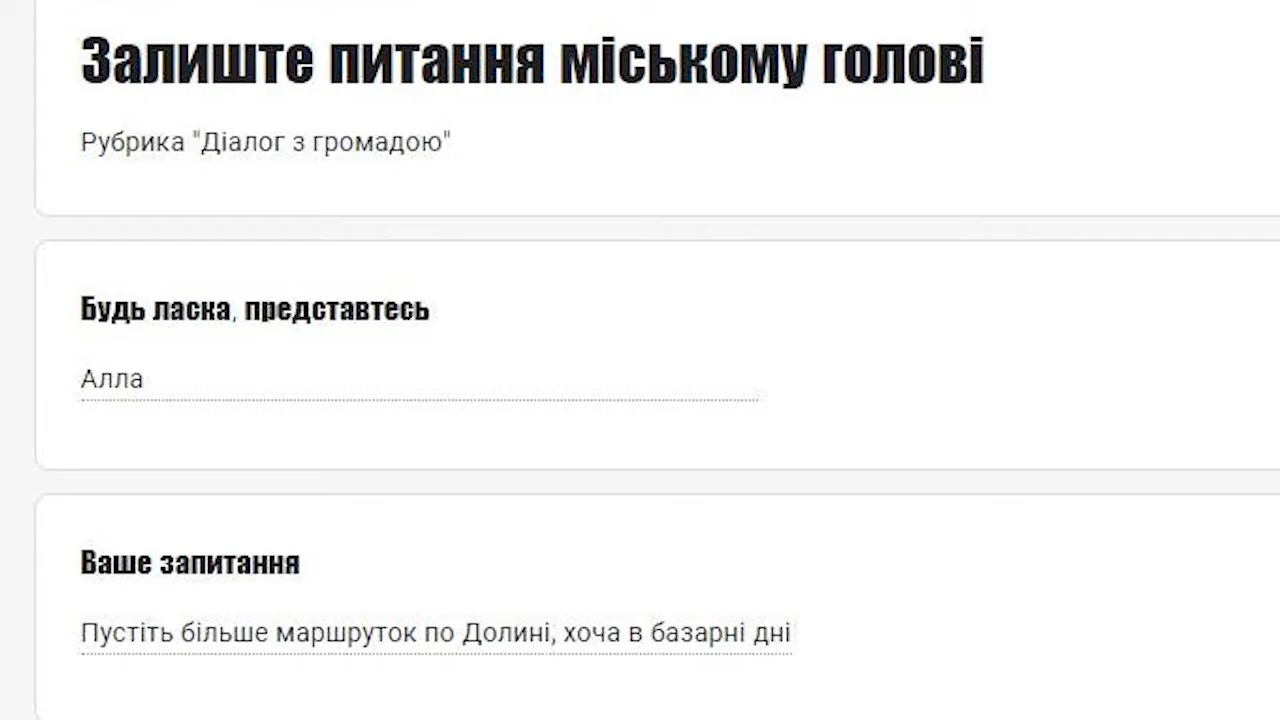 Залиште питання міському голові
Рубрика "Діалог з громадою"
Будь ласка, представтесь
Алла
Ваше запитання
Пустіть більше маршруток по Долині, хоча в базарні дні